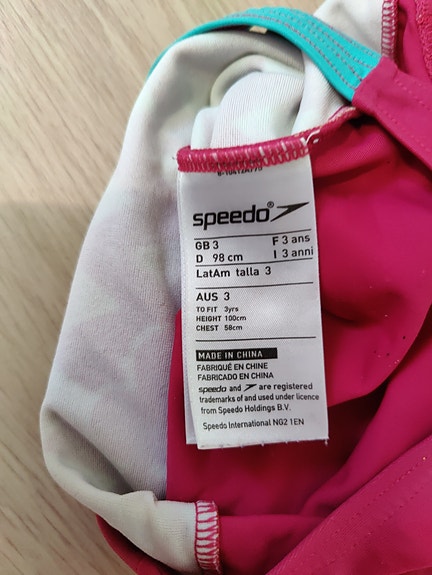 speedo®
GB 3 F 3 ans
D 98 cm I 3 anni
LatAm talla 3
AUS 3
TO FIT 3yrs
HEIGHT 100cm
CHEST 58cm
MADE IN CHINA
FABRIQUÉ EN CHINE
FABRICADO EN CHINA
speedo and are registered
trademarks of and used under licence
from Speedo Holdings B.V.
Speedo International NG2 1EN